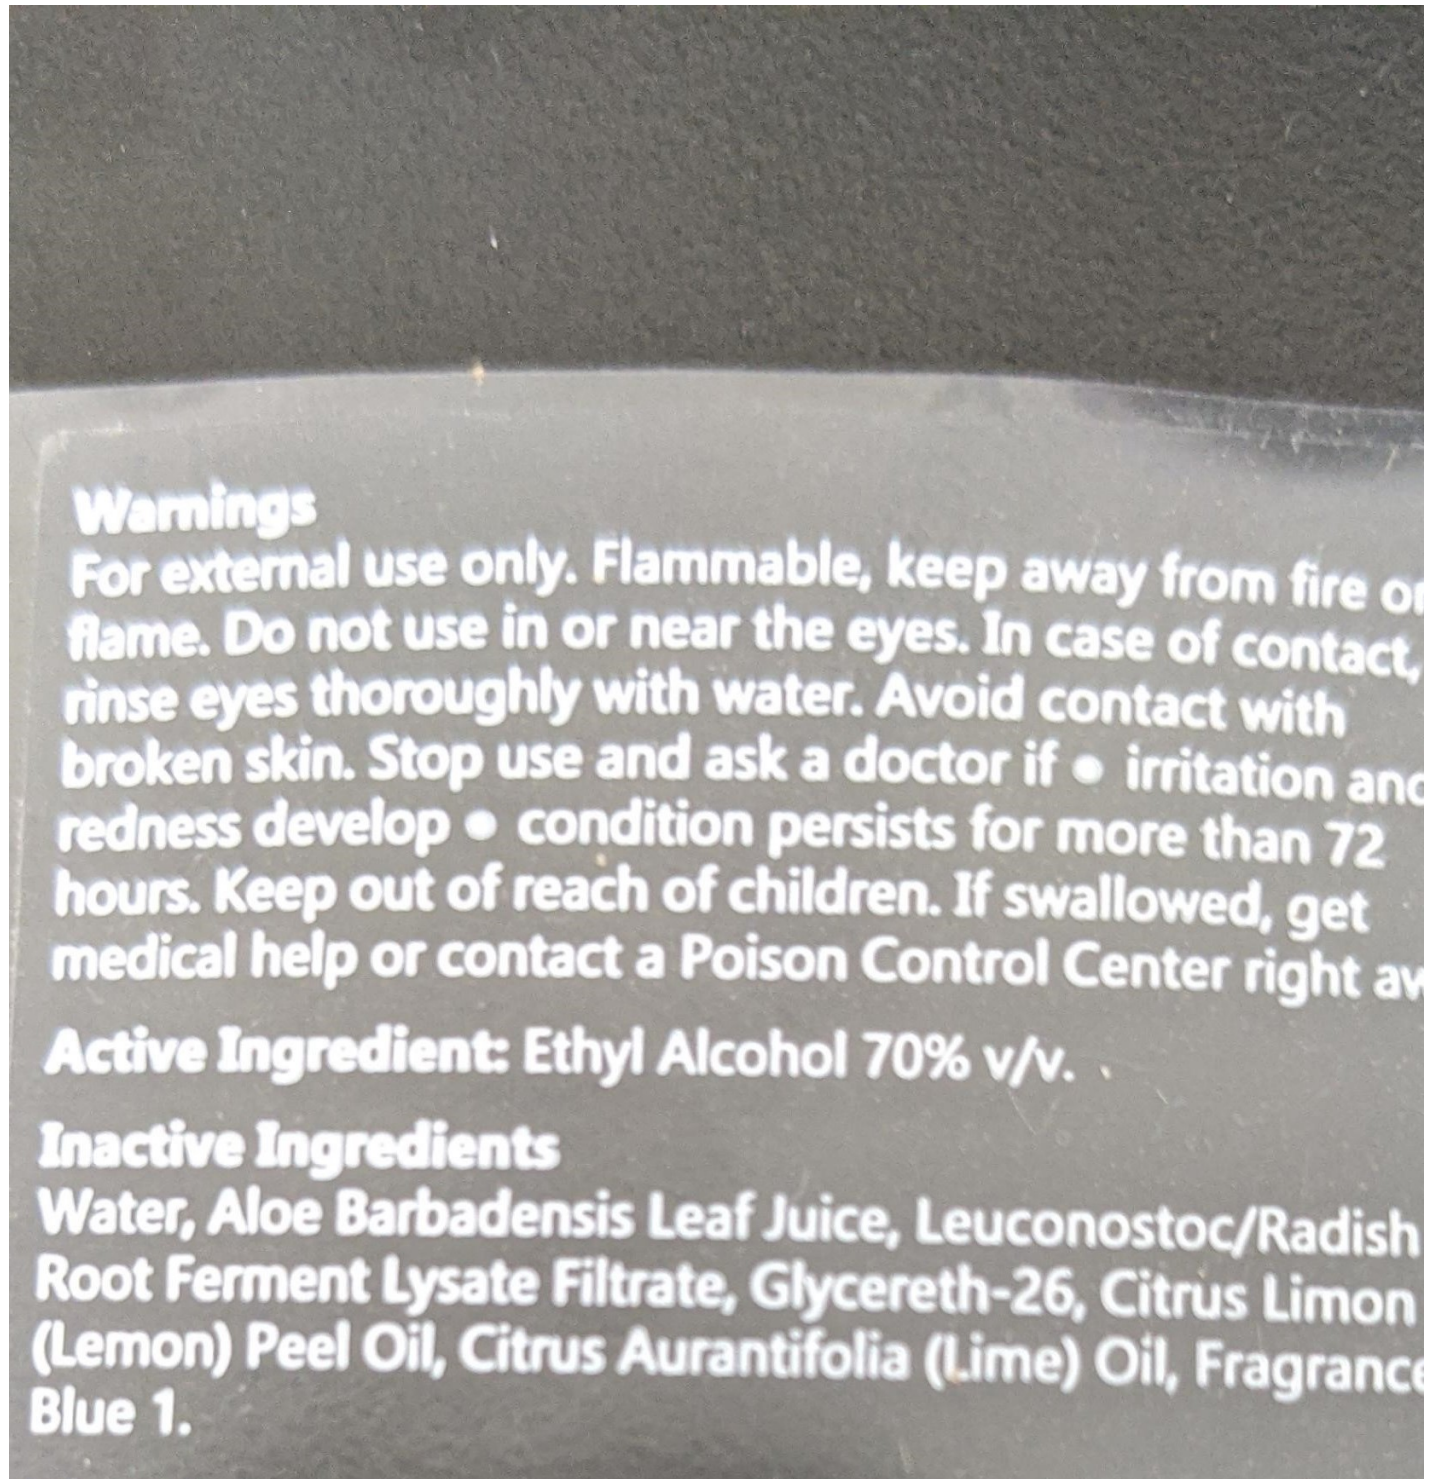 Warnings
For external use only. Flammable, keep away from fire or
flame. Do not use in or near the eyes. In case of contact,
rinse eyes thoroughly with water. Avoid contact with
broken skin. Stop use and ask a doctor if ● irritation and
redness develop ● condition persists for more than 72
hours. Keep out of reach of children. If swallowed, get
medical help or contact a Poison Control Center right aw
Active Ingredient: Ethyl Alcohol 70% v/v.
Inactive Ingredients
Water, Aloe Barbadensis Leaf Juice, Leuconostoc/Radish
Root Ferment Lysate Filtrate, Glycereth-26, Citrus Limon
(Lemon) Peel Oil, Citrus Aurantifolia (Lime) Oil, Fragrance
Blue 1.